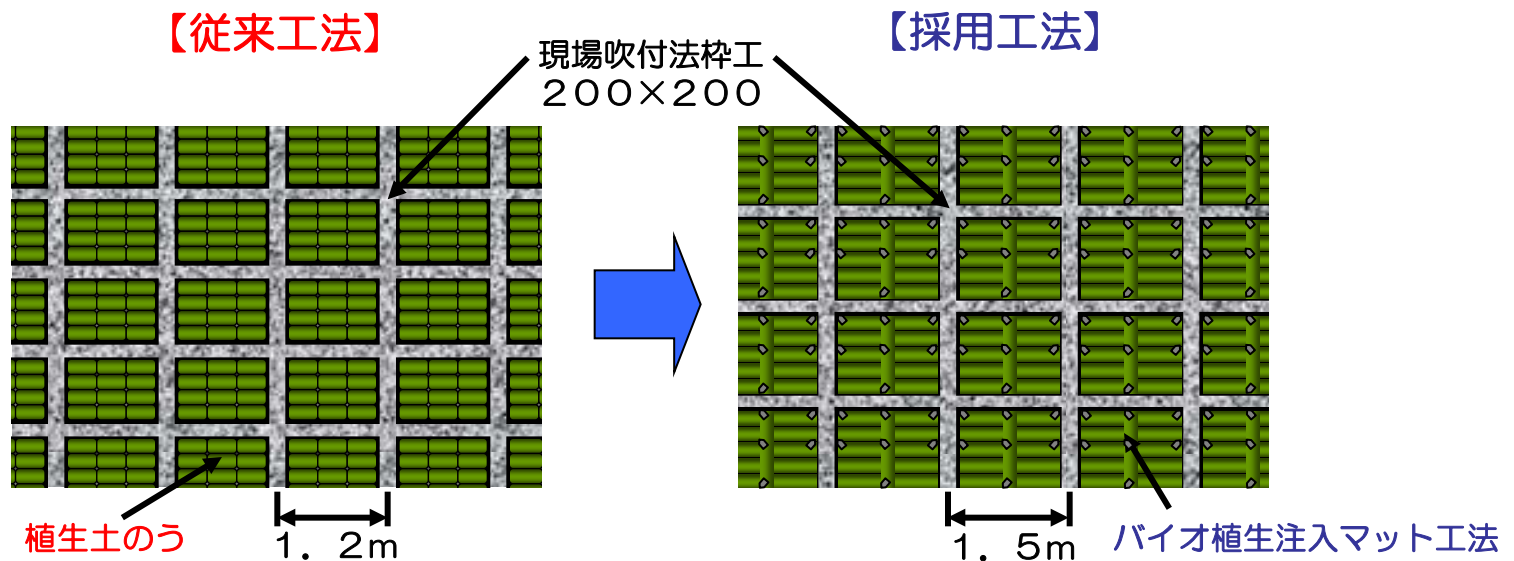 【従来工法】
【採用工法】
現場吹付法枠工
２００×２００
植生土のう
１．２ｍ
１．５ｍ
バイオ植生注入マット工法